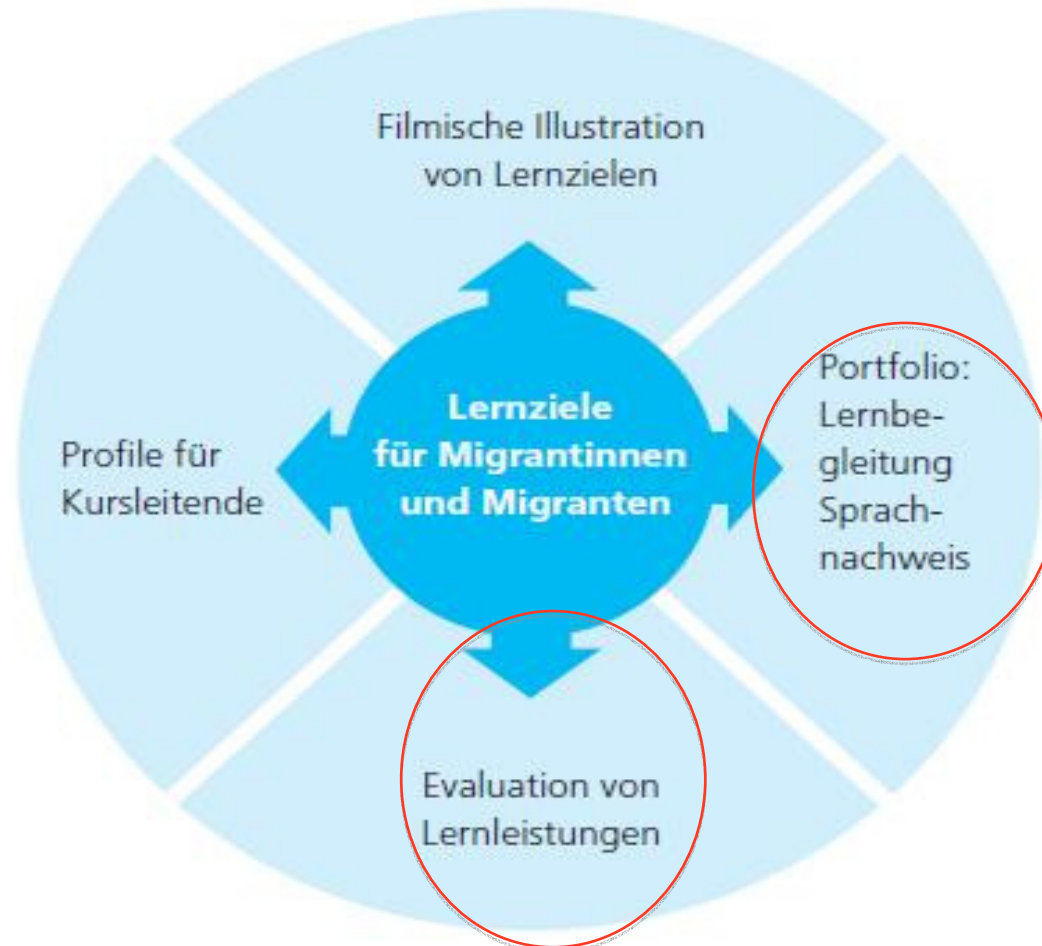 Filmische Illustration
von Lernzielen
Lernziele
für Migrantinnen
und Migranten
Profile für
Kursleitende
Portfolio:
Lernbe-
gleitung
Sprach-
nachweis
Evaluation von
Lernleistungen